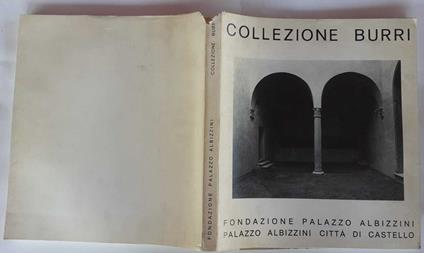 COLLEZIONE BURRI
FONDAZIONE PALAZZO ALBIZZINI
PALAZZO ALBIZZINI CITTÀ DI CASTELLO
FONDAZIONE PALAZZO ALBIZZINI COLLEZIONE BURRI